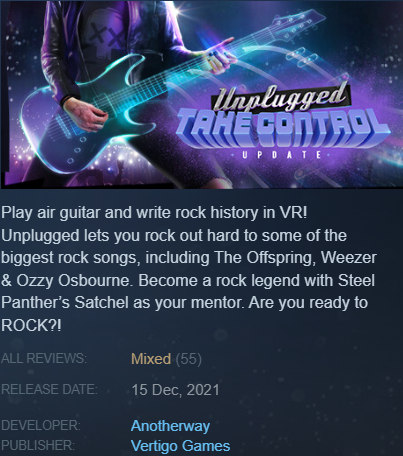 Unplugged
TAKE CONTROL
· UPDATE ·
Play air guitar and write rock history in VR!
Unplugged lets you rock out hard to some of the
biggest rock songs, including The Offspring, Weezer
& Ozzy Osbourne. Become a rock legend with Steel
Panther's Satchel as your mentor. Are you ready to
ROCK?!
ALL REVIEWS: Mixed (55)
RELEASE DATE: 15 Dec, 2021
DEVELOPER: Anotherway
PUBLISHER: Vertigo Games